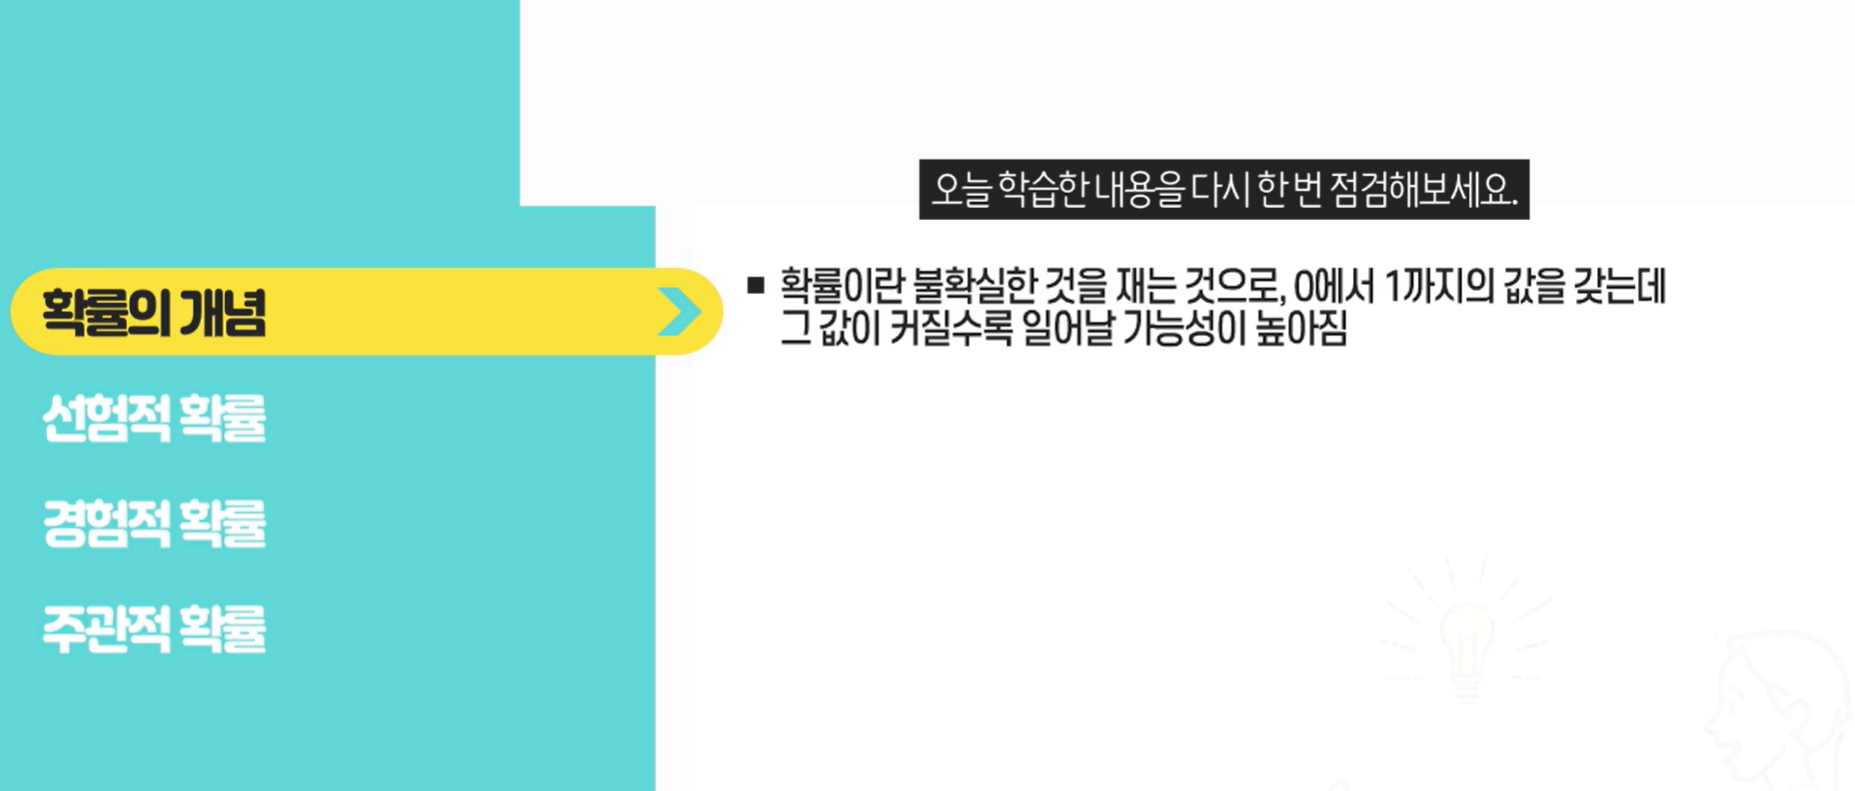 오늘 학습한 내용을 다시 한 번 점검해보세요.
확률의 개념
■ 확률이란 불확실한 것을 재는 것으로, 0에서 1까지의 값을 갖는데
그 값이 커질수록 일어날 가능성이 높아짐
선험적 확률
경험적 확률
주관적 확률